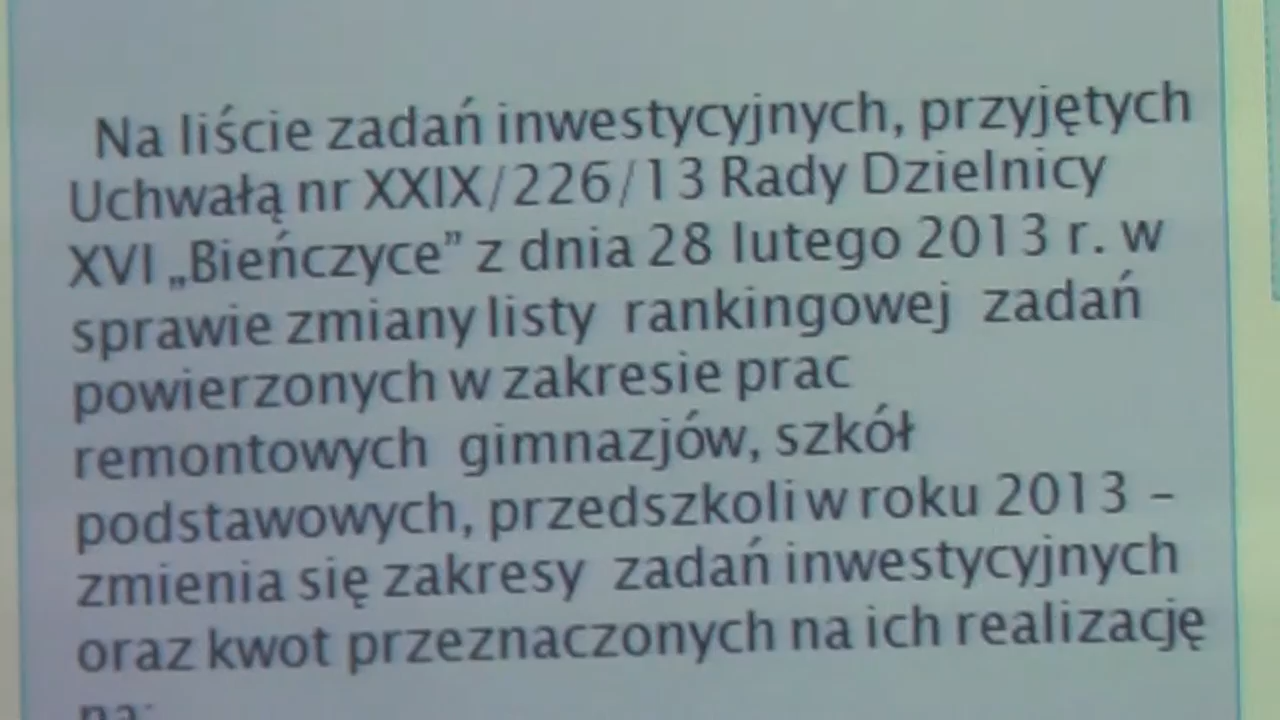 Na liście zadań inwestycyjnych, przyjętych
Uchwałą nr XXIX/226/13 Rady Dzielnicy
XVI „Bieńczyce” z dnia 28 lutego 2013 r. w
sprawie zmiany listy rankingowej zadań
powierzonych w zakresie prac
remontowych gimnazjów, szkół
podstawowych, przedszkoli w roku 2013 –
zmienia się zakresy zadań inwestycyjnych
oraz kwot przeznaczonych na ich realizację
na: